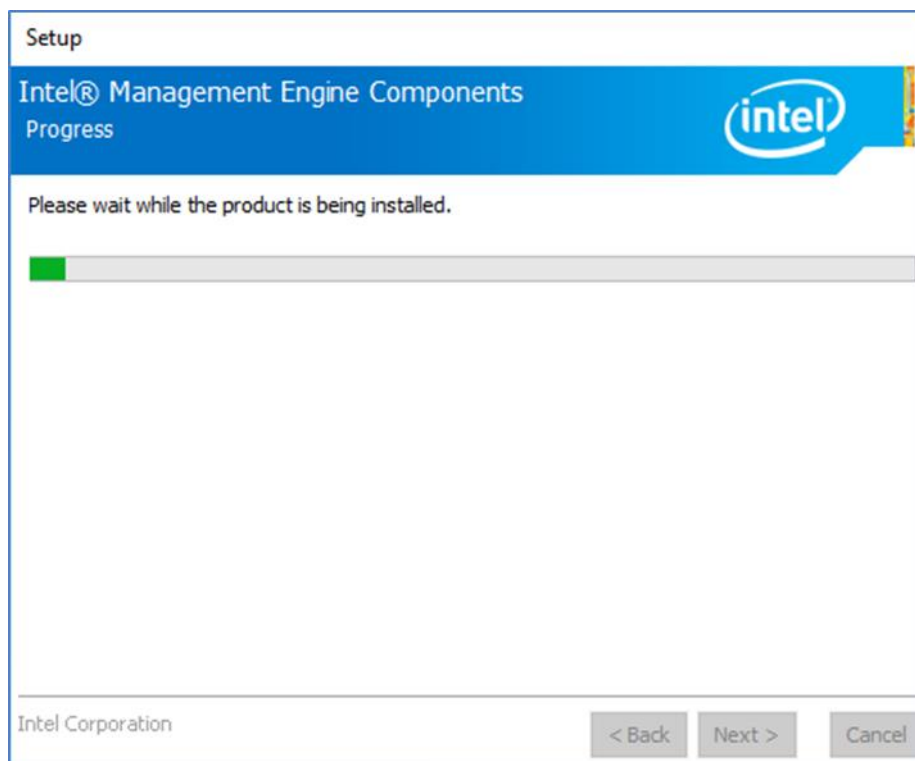 Setup
Intel® Management Engine Components
Progress
intel
Please wait while the product is being installed.
Intel Corporation
< Back Next > Cancel